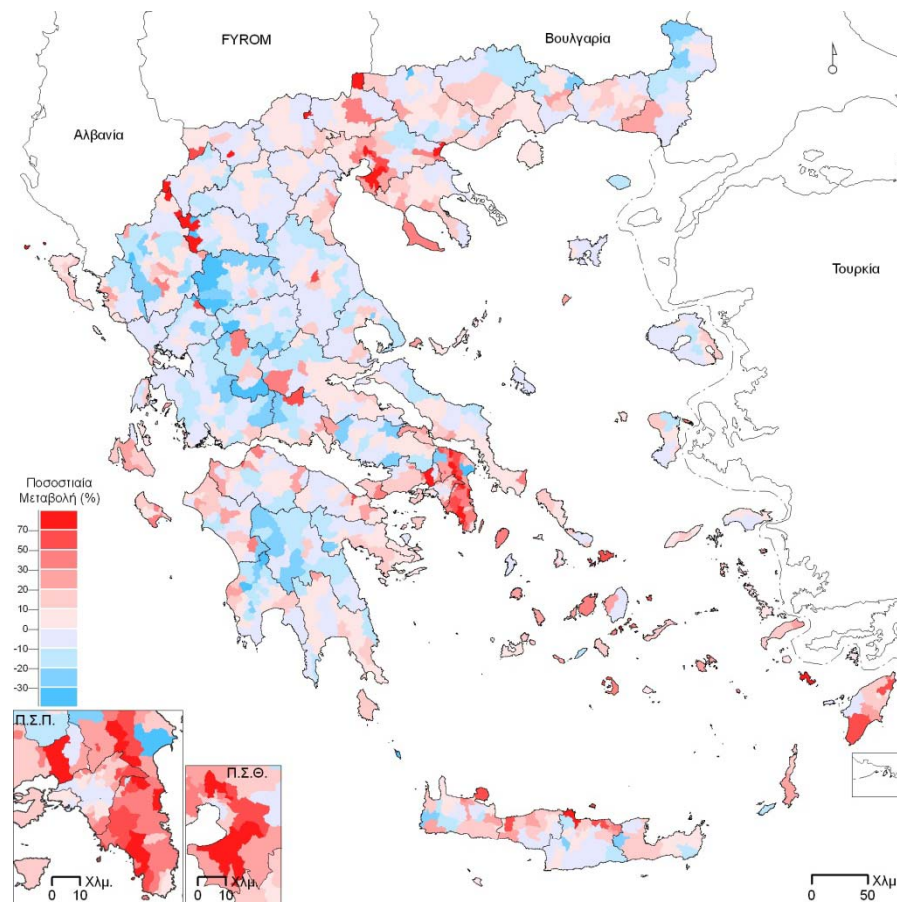 FYROM
Βουλγαρία
Αλβανία
Τουρκία
Ποσοστιαία
Μεταβολή (%)
70
50
30
20
10
0
-10
-20
-30
Π.Σ.Π.
0 10 Χλμ.
Π.Σ.Θ.
0 10 Χλμ.
0 50 Χλμ.